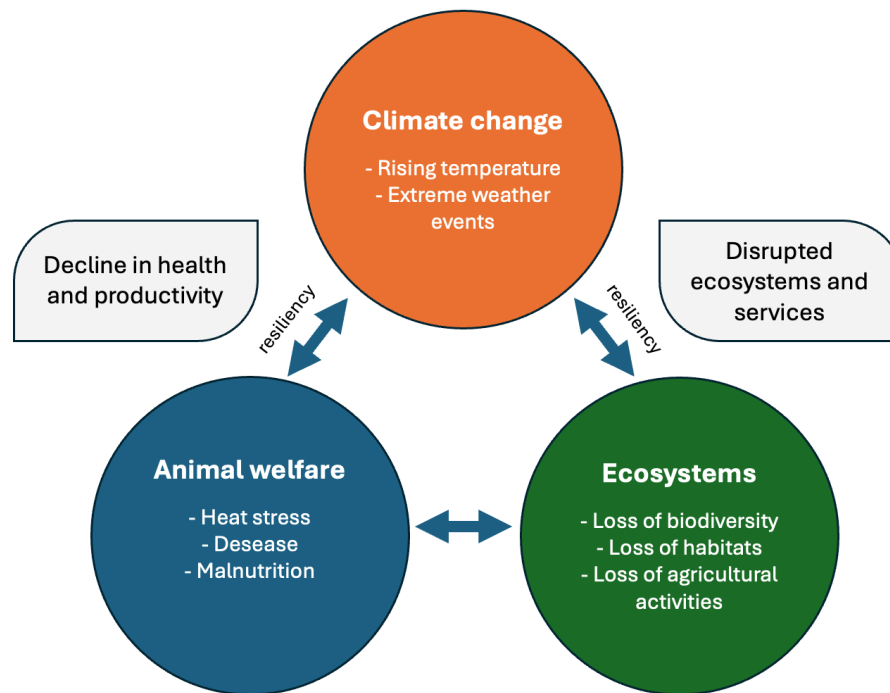 Climate change
- Rising temperature
- Extreme weather
events
Decline in health
and productivity
Disrupted
ecosystems and
services
resiliency
resiliency
Animal welfare
- Heat stress
- Desease
- Malnutrition
Ecosystems
- Loss of biodiversity
- Loss of habitats
- Loss of agricultural
activities